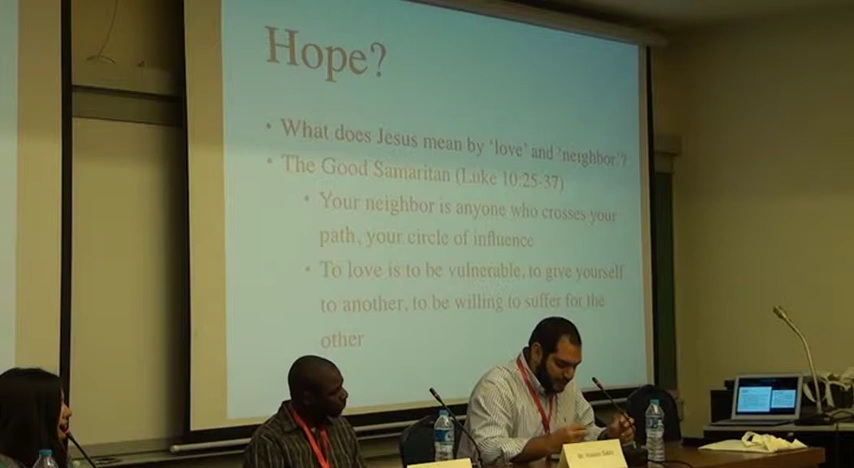 Hope?
• What does Jesus mean by ‘love’ and ‘neighbor’?
• The Good Samaritan (Luke 10:25-37)
• Your neighbor is anyone who crosses your
path, your circle of influence
• To love is to be vulnerable, to give yourself
to another, to be willing to suffer for the
other